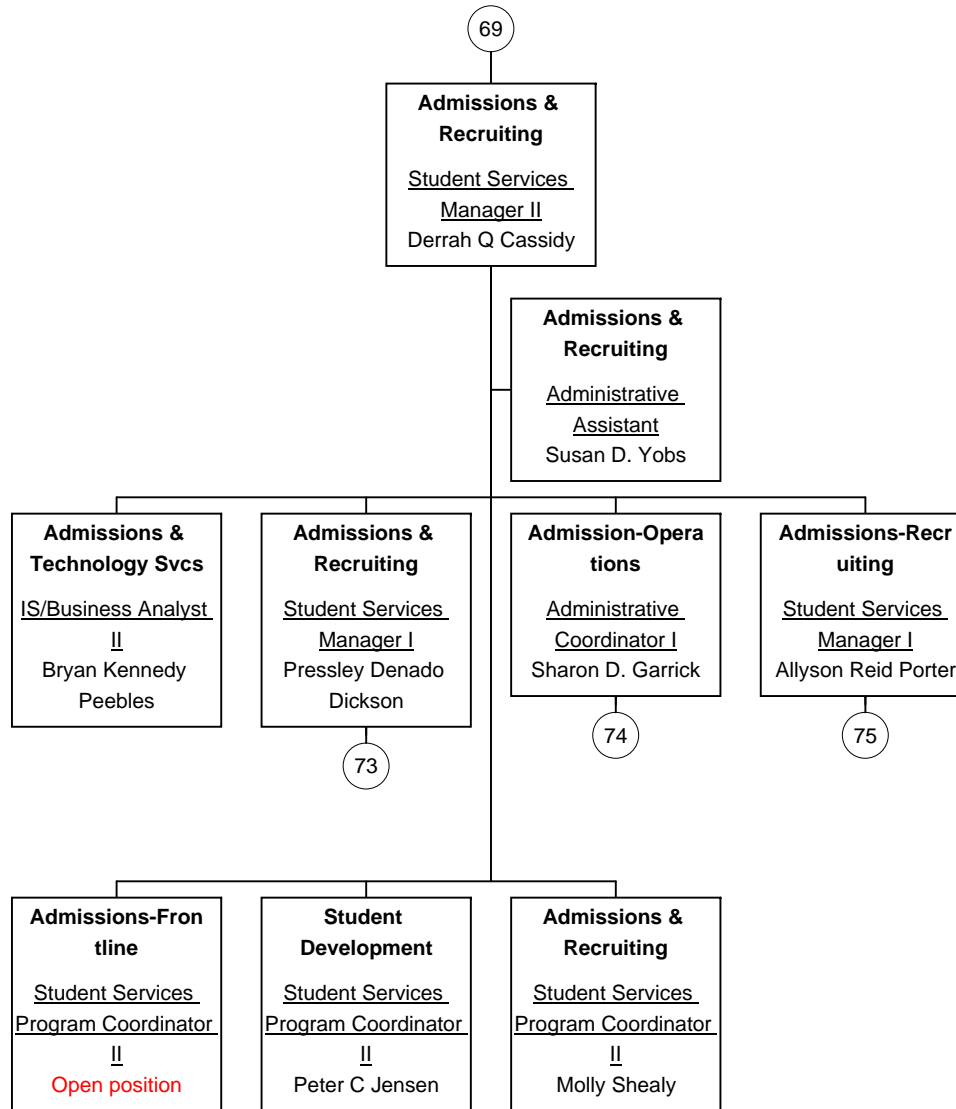 69
Admissions &
Recruiting
Student Services
Manager II
Derrah Q Cassidy
Admissions &
Recruiting
Administrative
Assistant
Susan D. Yobs
Admissions &
Technology Svcs
IS/Business Analyst
II
Bryan Kennedy
Peebles
Admissions &
Recruiting
Student Services
Manager I
Pressley Denado
Dickson
73
Admission-Opera
tions
Administrative
Coordinator I
Sharon D. Garrick
74
Admissions-Recr
uiting
Student Services
Manager I
Allyson Reid Porter
75
Admissions-Fron
tline
Student Services
Program Coordinator
II
Open position
Student
Development
Student Services
Program Coordinator
II
Peter C Jensen
Admissions &
Recruiting
Student Services
Program Coordinator
II
Molly Shealy